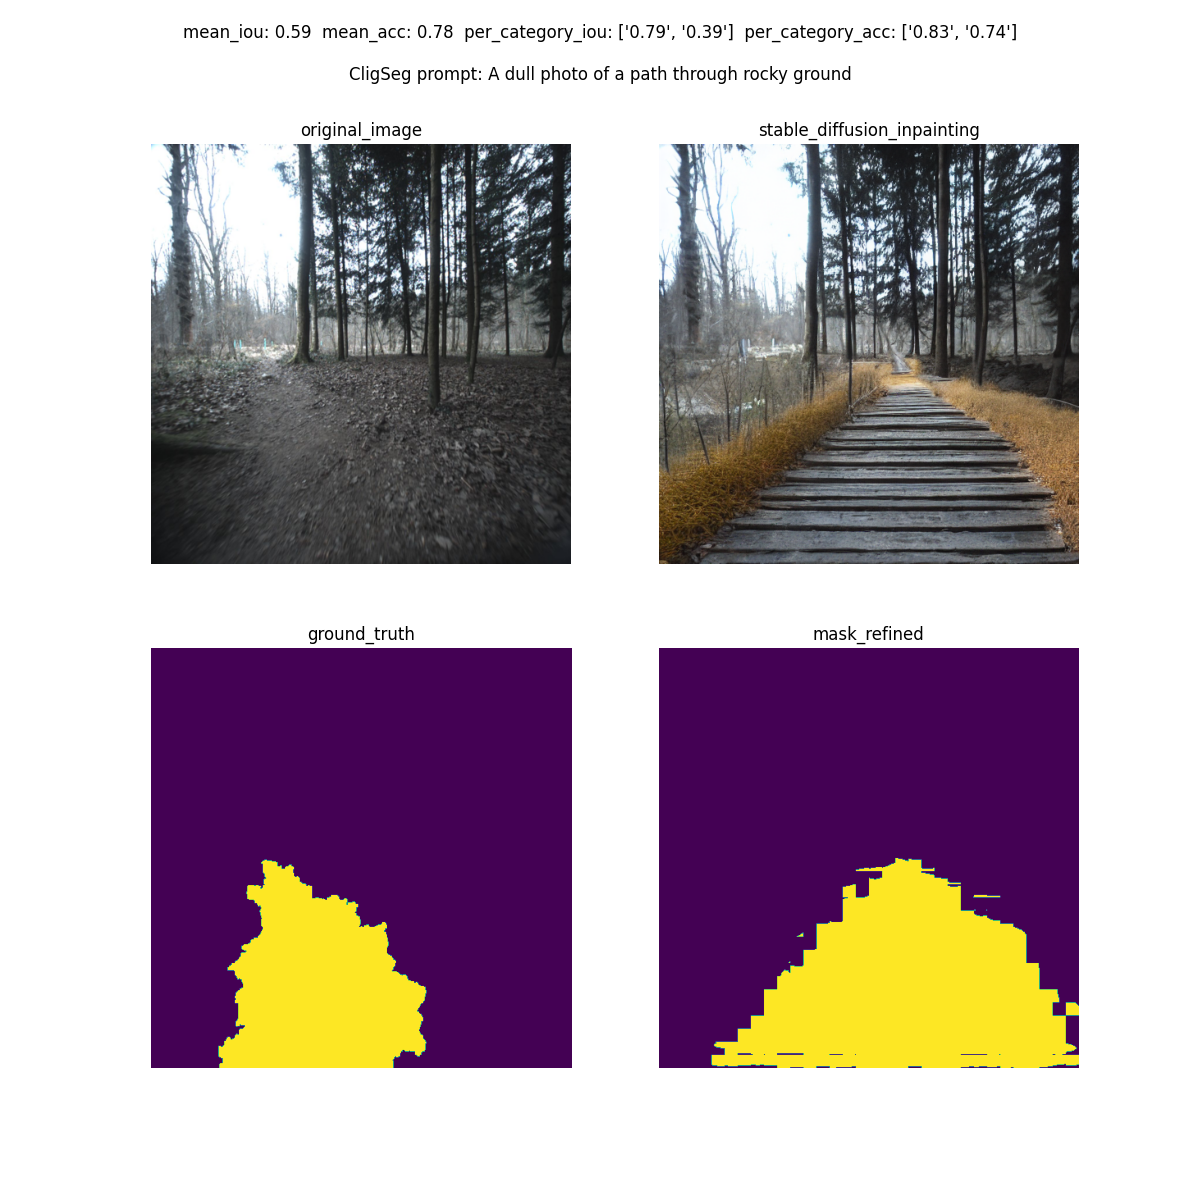 mean_iou: 0.59  mean_acc: 0.78  per_category_iou: ['0.79', '0.39']  per_category_acc: ['0.83', '0.74']
CligSeg prompt: A dull photo of a path through rocky ground
original_image
stable_diffusion_inpainting
ground_truth
mask_refined